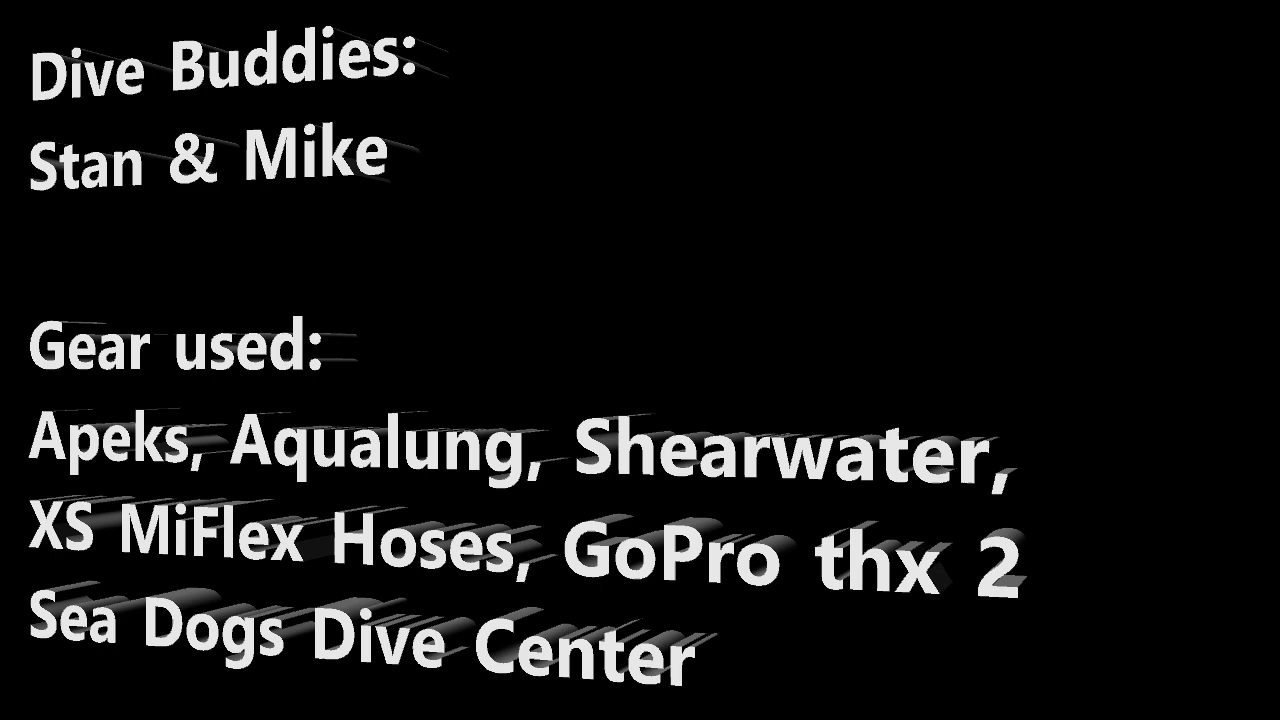 Dive Buddies:
Stan & Mike
Gear used:
Apeks, Aqualung, Shearwater,
XS MiFlex Hoses, GoPro thx 2
Sea Dogs Dive Center